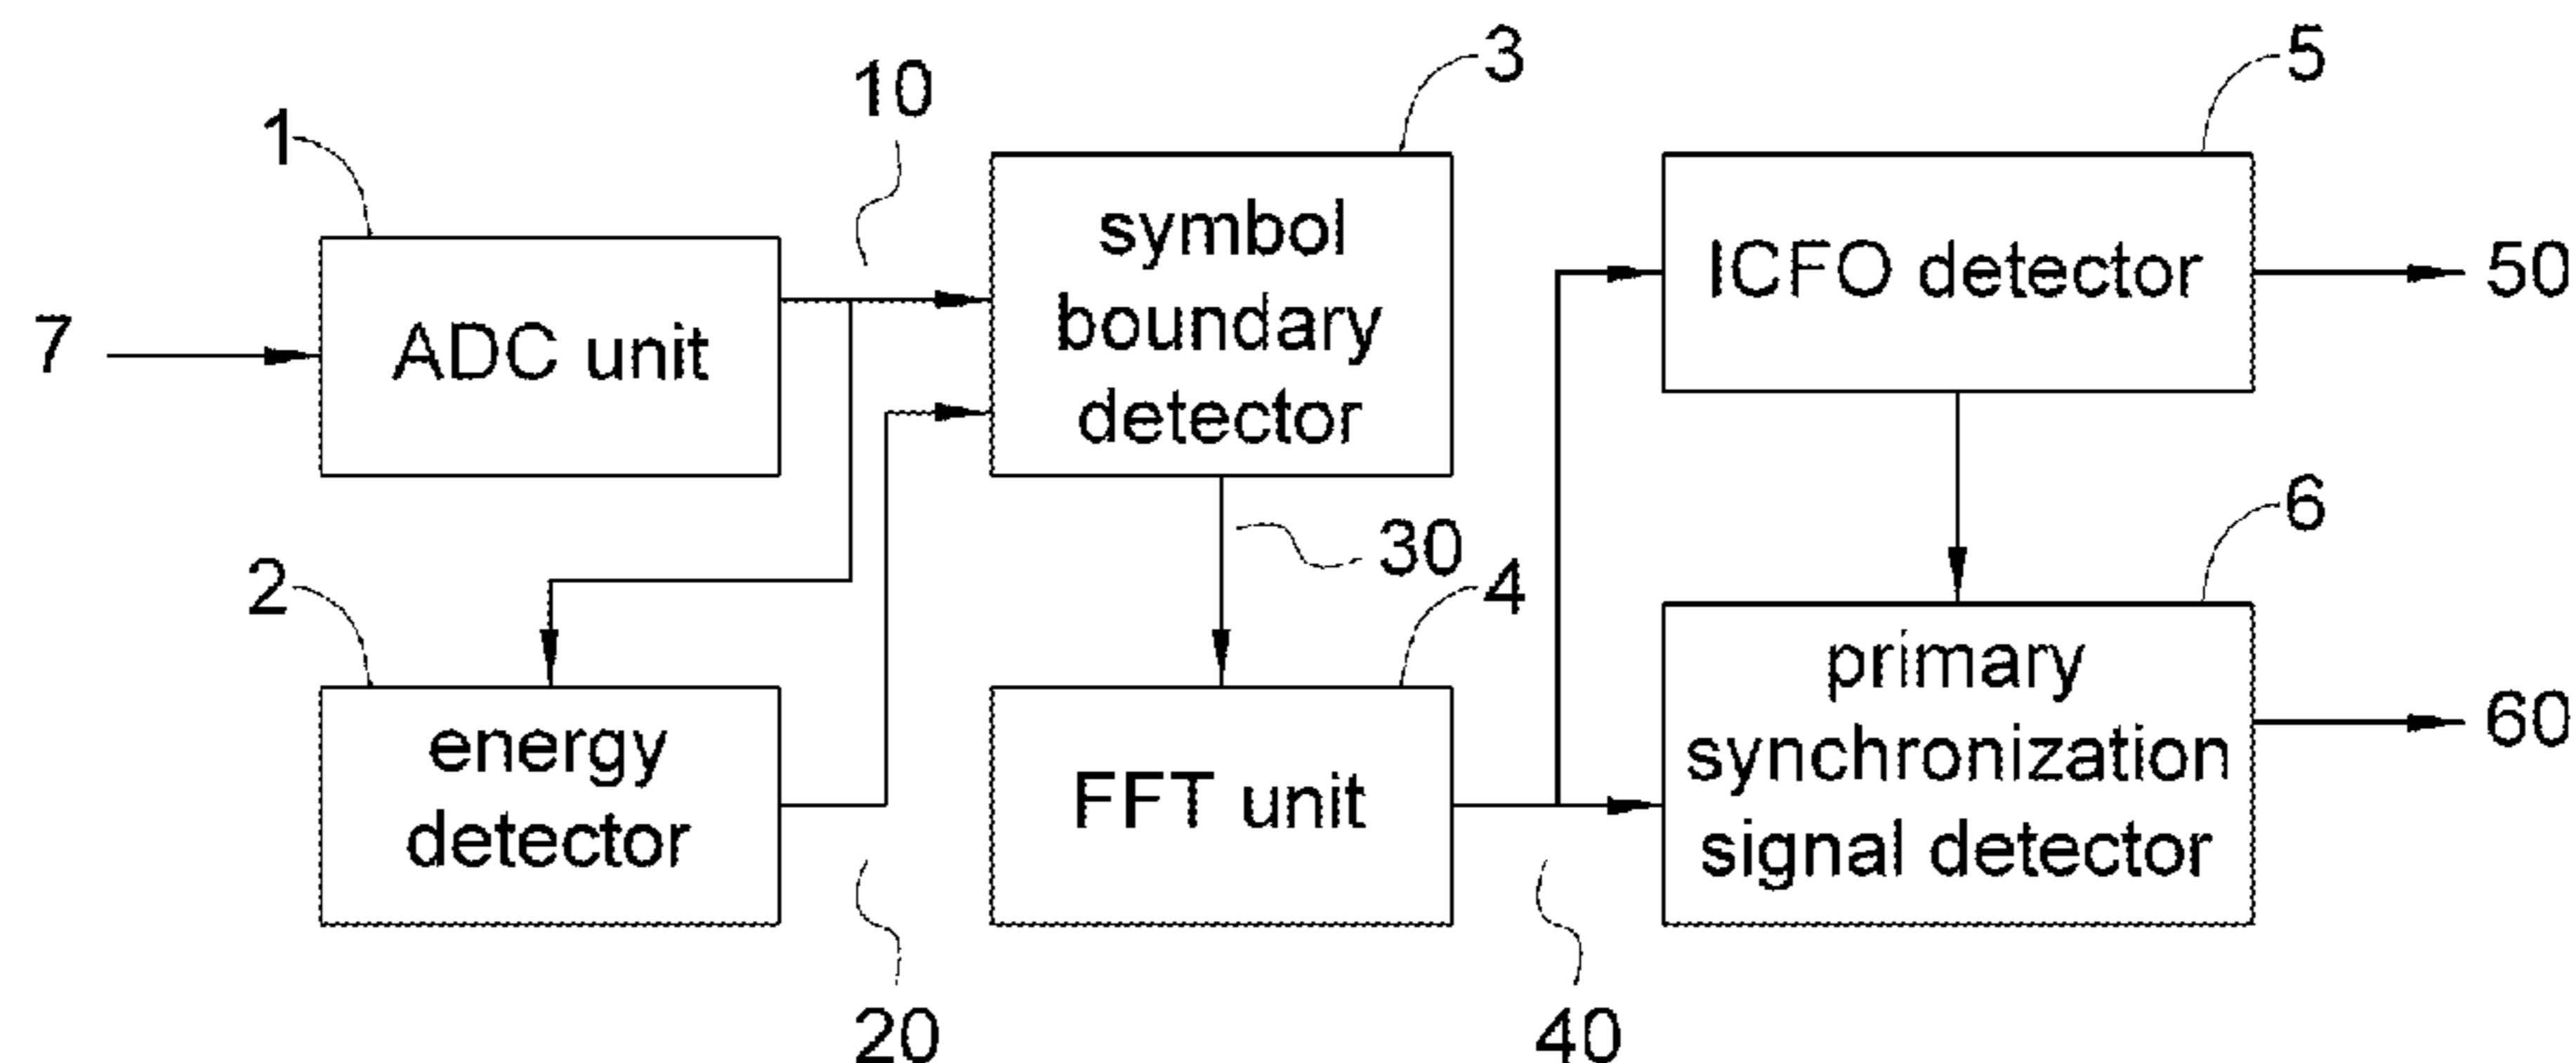 1
10
3
5
7
ADC unit
symbol
boundary
detector
ICFO detector
50
2
30
4
6
energy
detector
FFT unit
primary
synchronization
signal detector
60
20
40